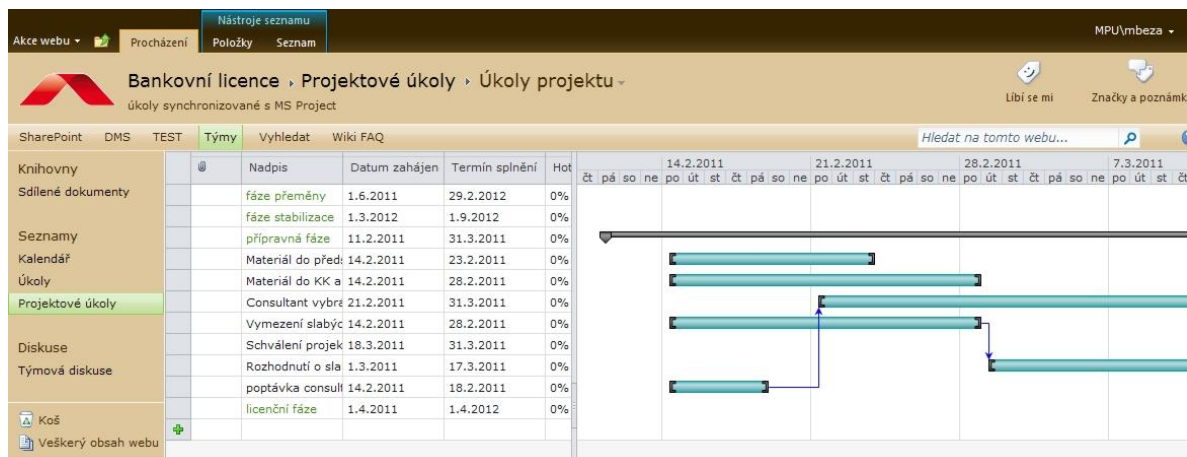 Nástroje seznamu
Akce webu Procházení Položky Seznam MPU\mbeza
Bankovní licence Projektové úkoly Úkoly projektu
úkoly synchronizované s MS Project
Líbí se mi Značky a poznámk
SharePoint DMS TEST Týmy Vyhledat Wiki FAQ Hledat na tomto webu...
Knihovny
Sdílené dokumenty
Seznamy
Kalendář
Úkoly
Projektové úkoly
Diskuse
Týmová diskuse
Koš
Veškerý obsah webu
Nadpis Datum zahájen Termín splnění Hot
fáze přeměny 1.6.2011 29.2.2012 0%
fáze stabilizace 1.3.2012 1.9.2012 0%
přípravná fáze 11.2.2011 31.3.2011 0%
Materiál do před 14.2.2011 23.2.2011 0%
Materiál do KK a 14.2.2011 28.2.2011 0%
Consultant vybra 21.2.2011 31.3.2011 0%
Vymezení slabýc 14.2.2011 28.2.2011 0%
Schválení projek 18.3.2011 31.3.2011 0%
Rozhodnutí o sla 1.3.2011 17.3.2011 0%
poptávka consult 14.2.2011 18.2.2011 0%
licenční fáze 1.4.2011 1.4.2012 0%
14.2.2011 21.2.2011 28.2.2011 7.3.2011
čt pá so ne po út st čt pá so ne po út st čt pá so ne po út st čt pá so ne po út st čt